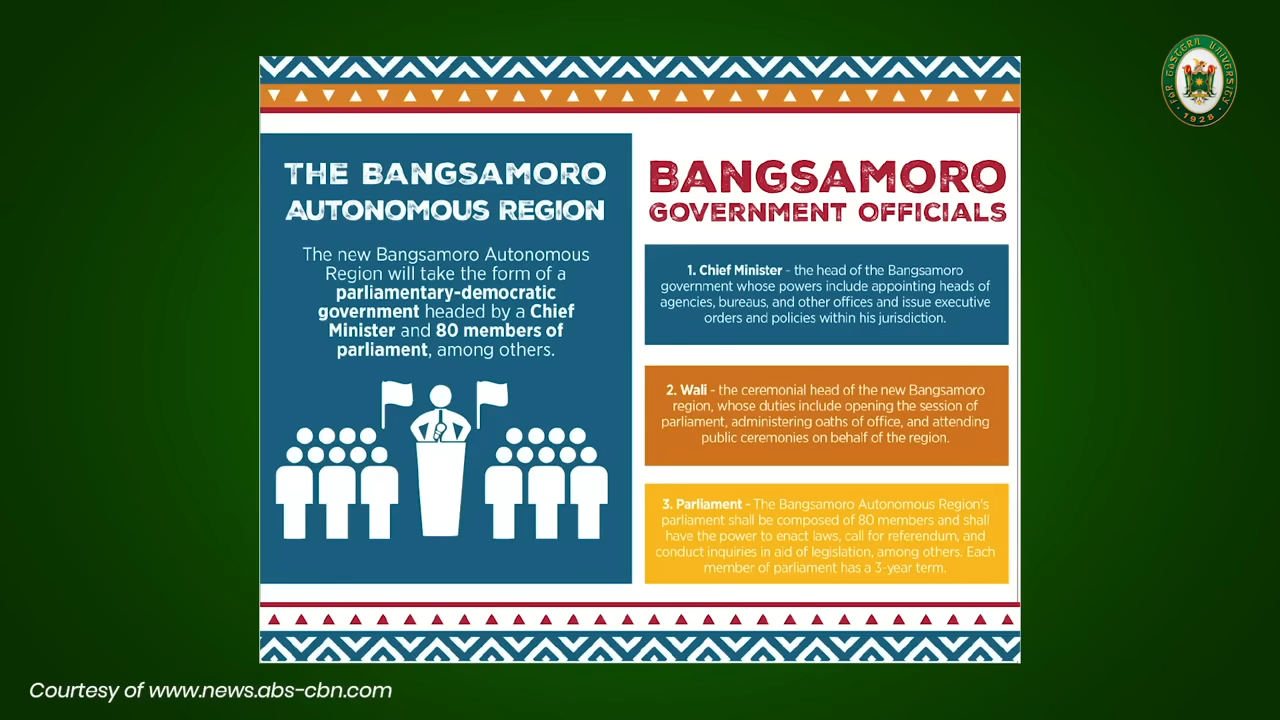 FAR EASTERN UNIVERSITY
1928
THE BANGSAMORO
AUTONOMOUS REGION
The new Bangsamoro Autonomous
Region will take the form of a
parliamentary-democratic
government headed by a Chief
Minister and 80 members of
parliament, among others.
BANGSAMORO
GOVERNMENT OFFICIALS
1. Chief Minister - the head of the Bangsamoro
government whose powers include appointing heads of
agencies, bureaus, and other offices and issue executive
orders and policies within his jurisdiction.
2. Wali - the ceremonial head of the new Bangsamoro
region, whose duties include opening the session of
parliament, administering oaths of office, and attending
public ceremonies on behalf of the region.
3. Parliament - The Bangsamoro Autonomous Region's
parliament shall be composed of 80 members and shall
have the power to enact laws, call for referendum, and
conduct inquiries in aid of legislation, among others. Each
member of parliament has a 3-year term.
Courtesy of www.news.abs-cbn.com